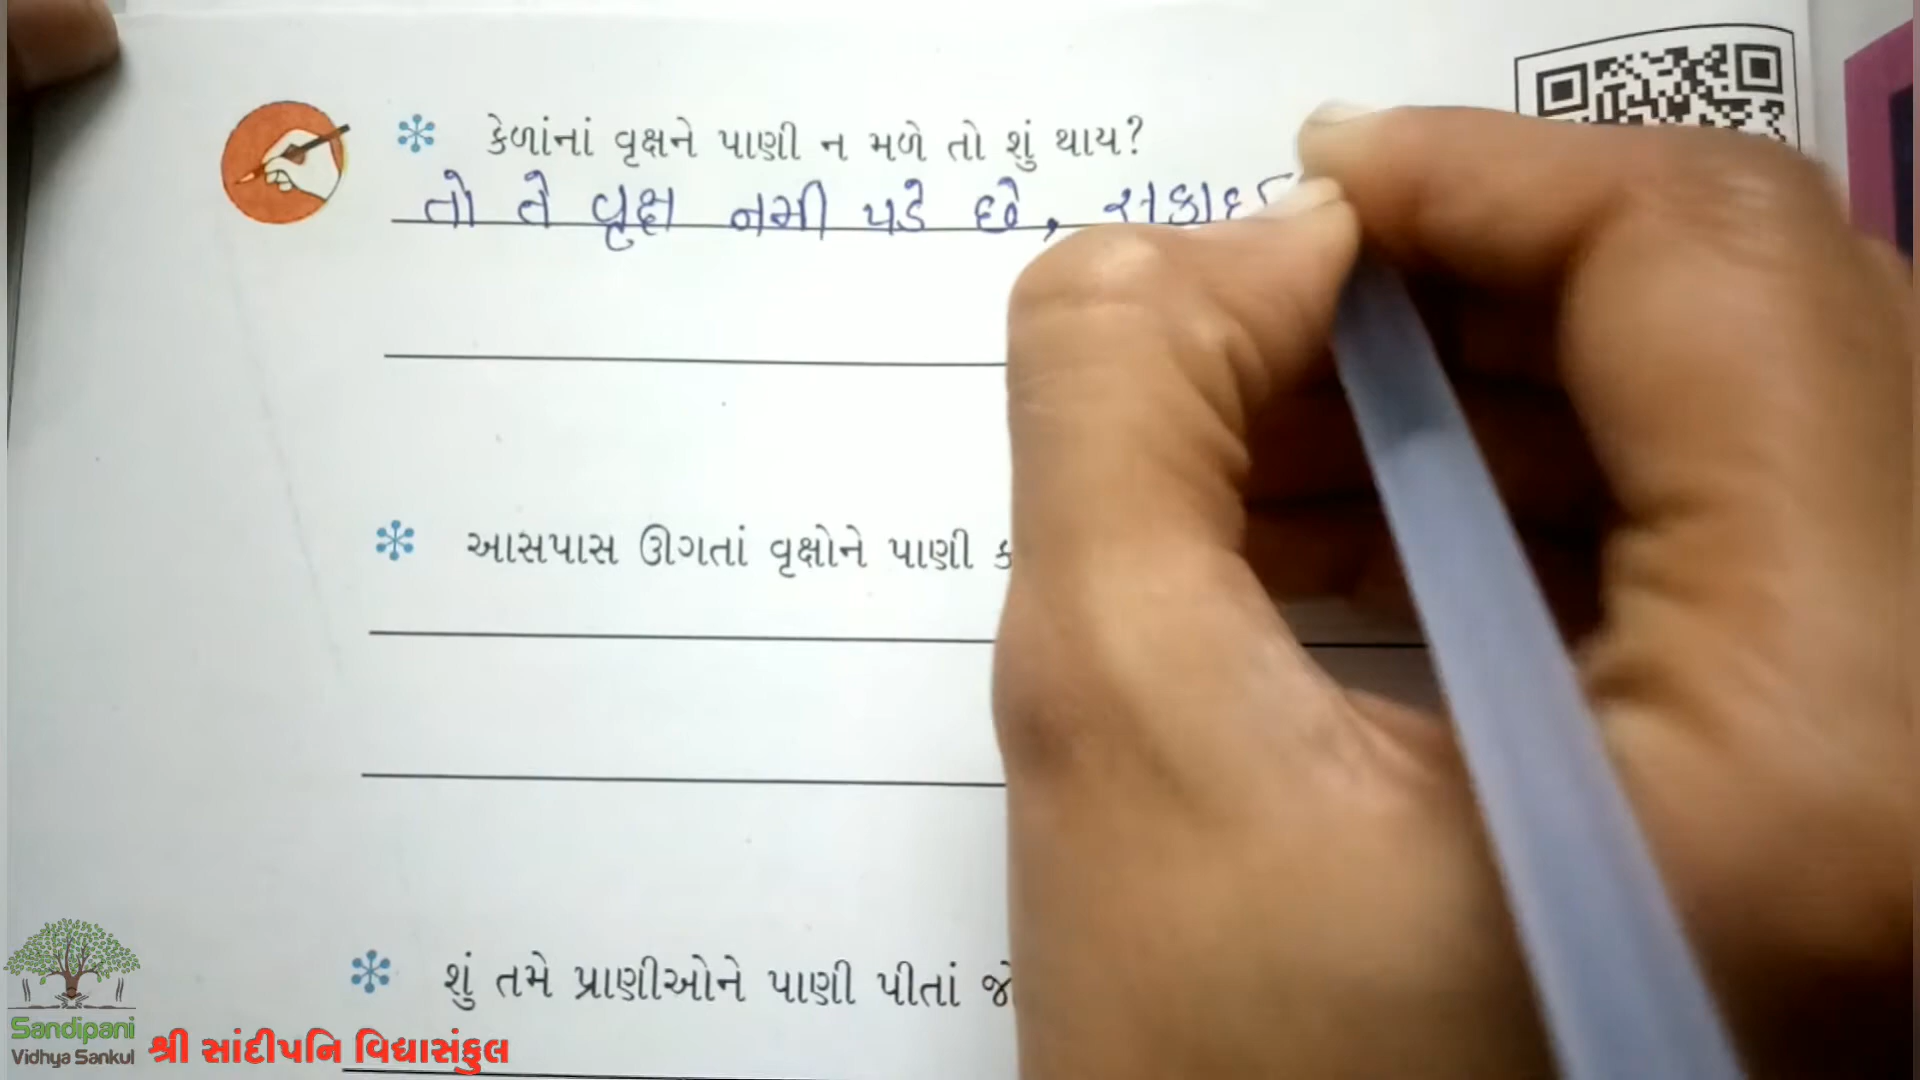 કેળાંનાં વૃક્ષને પાણી ન મળે તો શું થાય?
તો તે વૃક્ષ નમી પડે છે,
આસપાસ ઊગતાં વૃક્ષોને પાણી
શું તમે પ્રાણીઓને પાણી પીતાં
Sandipani
Vidhya Sankul
શ્રી સાંદીપનિ વિદ્યાસંકુલ